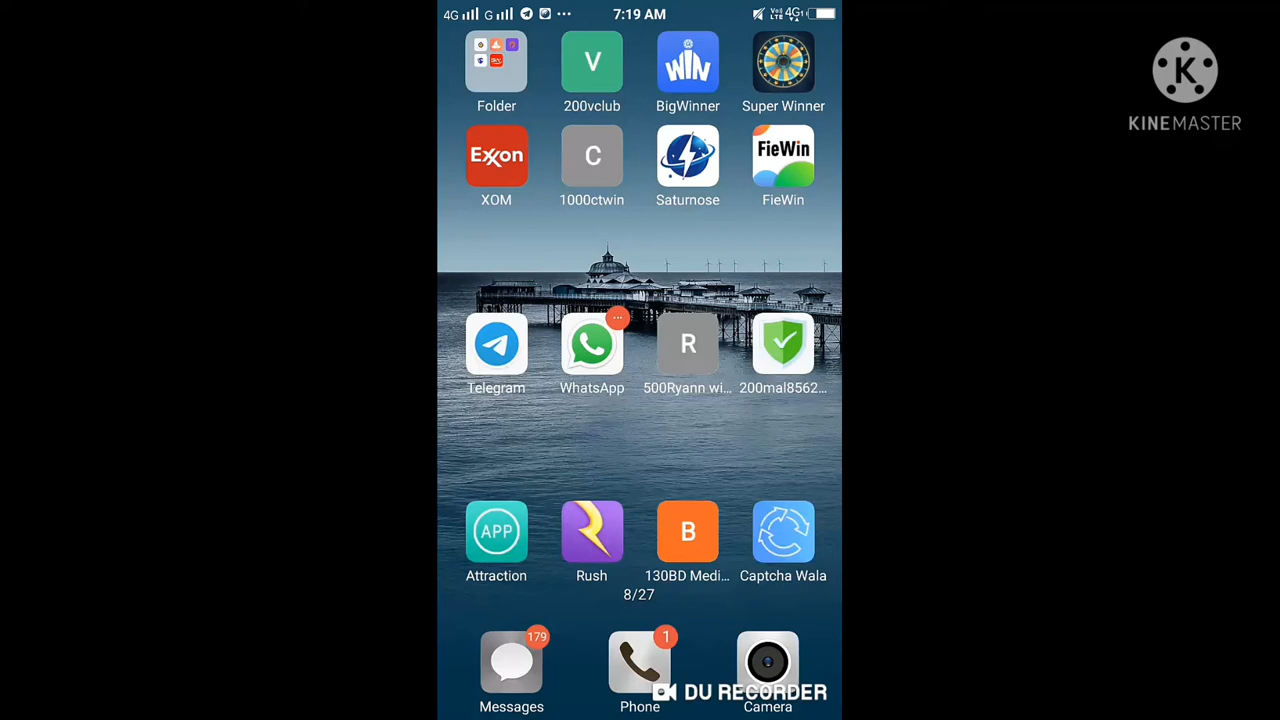 4G G 7:19 AM VoLTE 4G
Folder 200vclub BigWinner Super Winner
V WIN
Exxon C FieWin
XOM 1000ctwin Saturnose FieWin
R
Telegram WhatsApp 500Ryann wi... 200mal8562...
APP B
Attraction Rush 130BD Medi... Captcha Wala
8/27
179 1
DU RECORDER
Messages Phone Camera
K
KINEMASTER